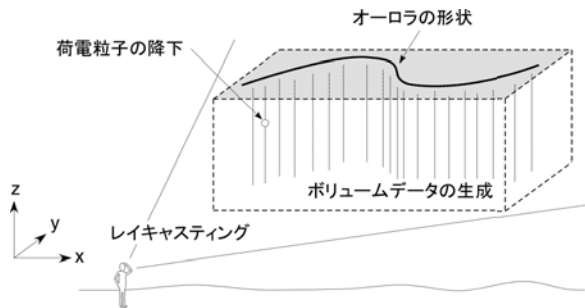 オーロラの形状
荷電粒子の降下
ボリュームデータの生成
z
y
x
レイキャスティング